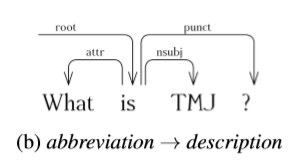 root punct
attr nsubj
What is TMJ ?
(b) abbreviation → description